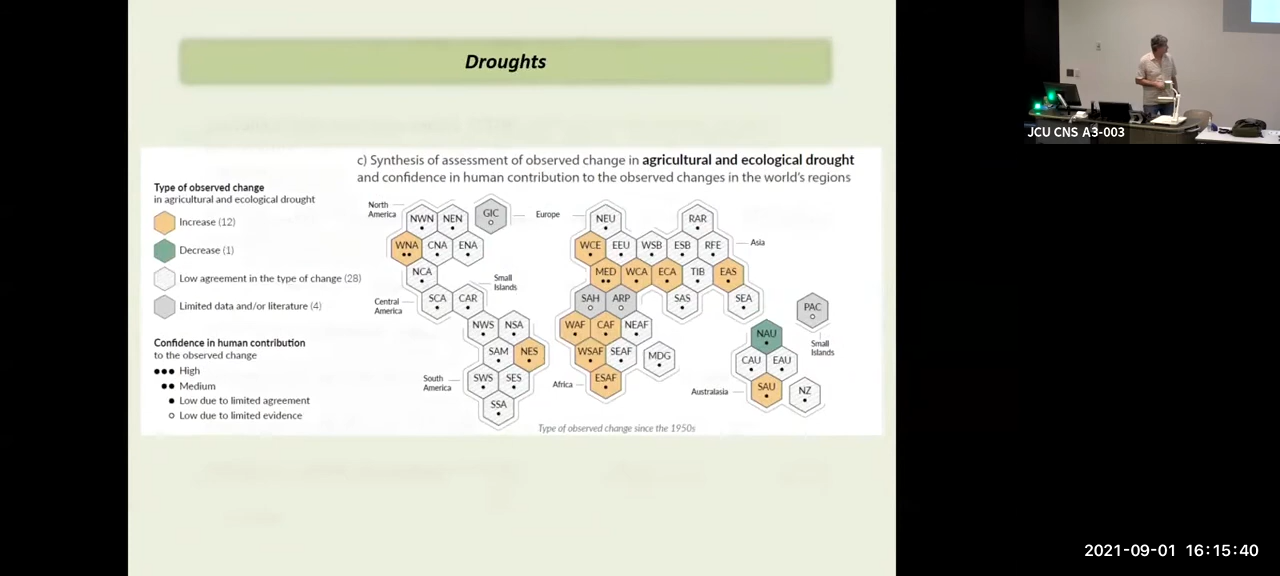 Droughts
JCU CNS A3-003
c) Synthesis of assessment of observed change in agricultural and ecological drought
and confidence in human contribution to the observed changes in the world's regions
Type of observed change
in agricultural and ecological drought
Increase (12)
Decrease (1)
Low agreement in the type of change (28)
Limited data and/or literature (4)
Confidence in human contribution
to the observed change
High
Medium
Low due to limited agreement
Low due to limited evidence
North
America
NWN NEN GIC
WNA CNA ENA
NCA
Small
Islands
Central
America
SCA CAR
NWS NSA
SAM NES
South
America
SWS SES
SSA
Europe
NEU RAR
WCE EEU WSB ESB RFE
Asia
MED WCA ECA TIB EAS
SAH ARP SAS SEA
WAF CAF NEAF
WSAF SEAF MDG
Africa
ESAF
PAC
Small
Islands
NAU
CAU EAU
Australasia
SAU NZ
Type of observed change since the 1950s
2021-09-01 16:15:40